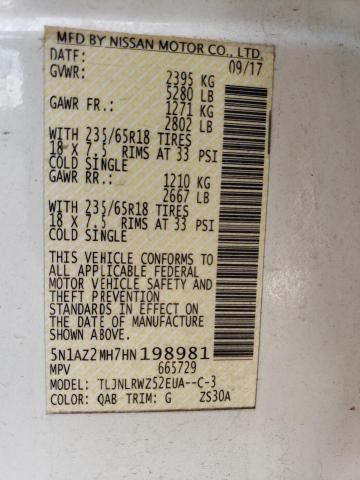 MFD BY NISSAN MOTOR CO., LTD.
DATE: 09/17
GVWR: 2395 KG
5280 LB
GAWR FR.: 1271 KG
2802 LB
WITH 235/65R18 TIRES
18 X 7.5 RIMS AT 33 PSI
COLD SINGLE
GAWR RR.: 1210 KG
2667 LB
WITH 235/65R18 TIRES
18 X 7.5 RIMS AT 33 PSI
COLD SINGLE
THIS VEHICLE CONFORMS TO
ALL APPLICABLE FEDERAL
MOTOR VEHICLE SAFETY AND
THEFT PREVENTION
STANDARDS IN EFFECT ON
THE DATE OF MANUFACTURE
SHOWN ABOVE.
5N1AZ2MH7HN198981
MPV 665729
MODEL: TLJNLRWZ52EUA--C-3
COLOR: QAB TRIM: G ZS30A